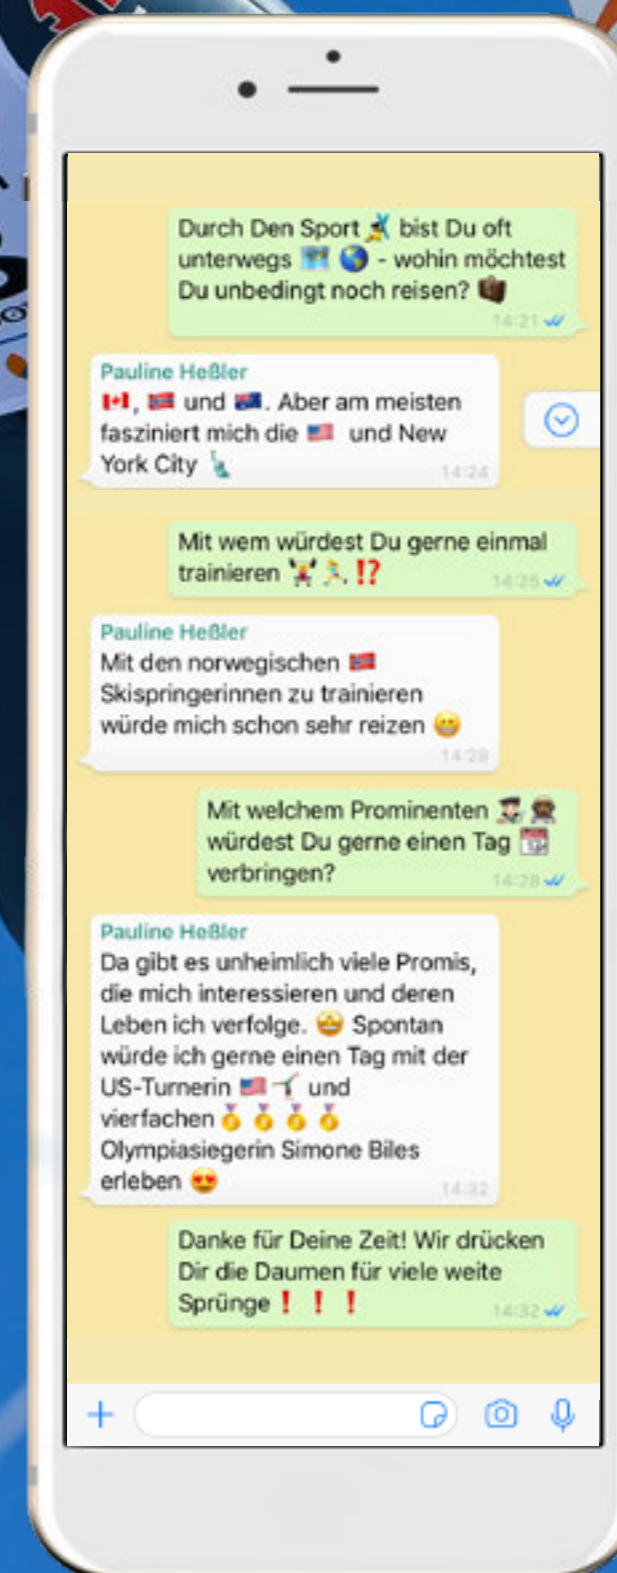 Durch Den Sport 🤾 bist Du oft
unterwegs 🗺️ 🌎 - wohin möchtest
Du unbedingt noch reisen? 💼
14:21
Pauline Heßler
🇨🇦, 🇳🇴 und 🇦🇺. Aber am meisten
fasziniert mich die 🇺🇸 und New
York City 🗽
14:24
Mit wem würdest Du gerne einmal
trainieren 🏋️‍♀️🏃⁉️
14:25
Pauline Heßler
Mit den norwegischen 🇳🇴
Skispringerinnen zu trainieren
würde mich schon sehr reizen 😁
14:28
Mit welchem Prominenten 👨‍🎨 👩🏿‍🚀
würdest Du gerne einen Tag 📆
verbringen?
14:28
Pauline Heßler
Da gibt es unheimlich viele Promis,
die mich interessieren und deren
Leben ich verfolge. 🤩 Spontan
würde ich gerne einen Tag mit der
US-Turnerin 🇺🇸 🤸 und
vierfachen 🥇 🥇 🥇 🥇
Olympiasiegerin Simone Biles
erleben 😍
14:32
Danke für Deine Zeit! Wir drücken
Dir die Daumen für viele weite
Sprünge ❗ ❗ ❗
14:32